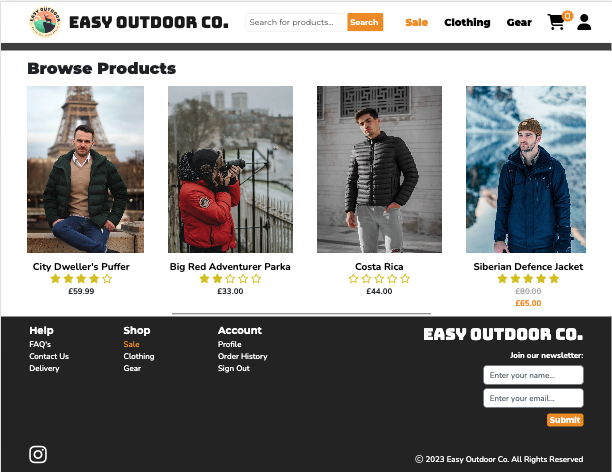 EASY OUTDOOR
EASY OUTDOOR CO.
Search for products...
Search
Sale
Clothing
Gear
0
Browse Products
City Dweller's Puffer
£59.99
Big Red Adventurer Parka
£33.00
Costa Rica
£44.00
Siberian Defence Jacket
£80.00
£65.00
Help
FAQ's
Contact Us
Delivery
Shop
Sale
Clothing
Gear
Account
Profile
Order History
Sign Out
EASY OUTDOOR CO.
Join our newsletter:
Enter your name...
Enter your email...
Submit
© 2023 Easy Outdoor Co. All Rights Reserved